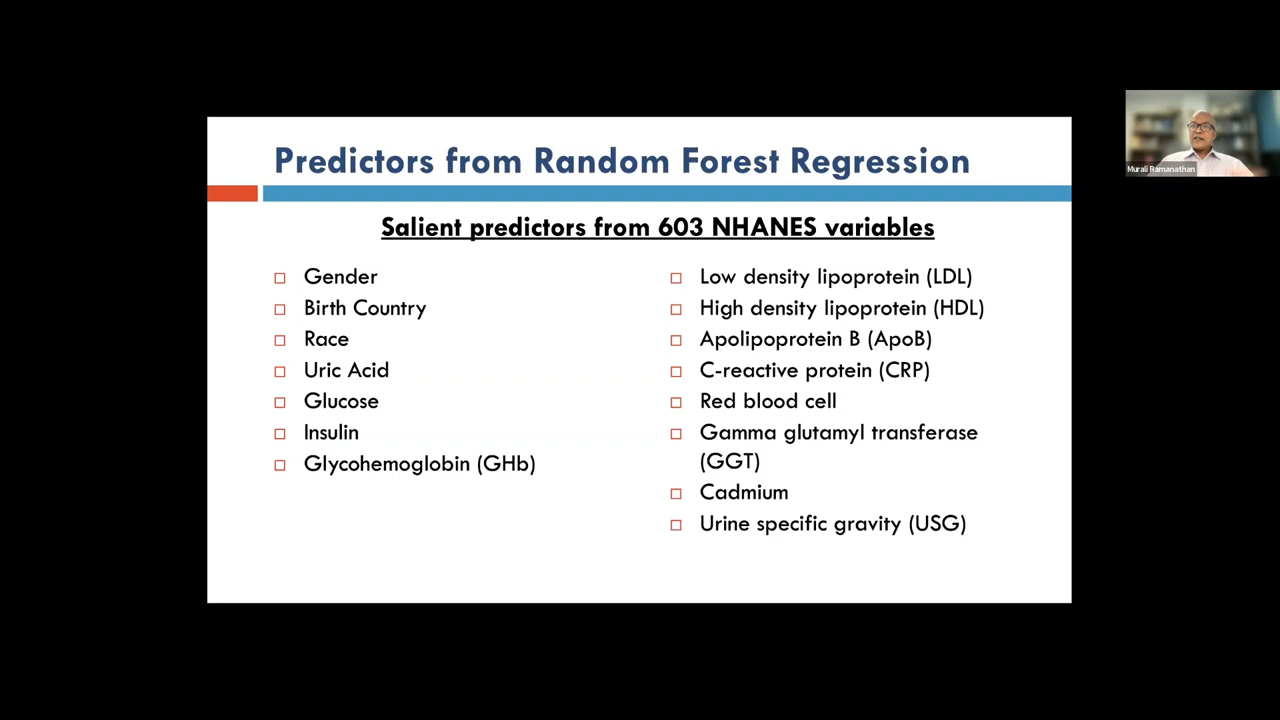 Predictors from Random Forest Regression
Salient predictors from 603 NHANES variables
Gender
Birth Country
Race
Uric Acid
Glucose
Insulin
Glycohemoglobin (GHb)
Low density lipoprotein (LDL)
High density lipoprotein (HDL)
Apolipoprotein B (ApoB)
C-reactive protein (CRP)
Red blood cell
Gamma glutamyl transferase
(GGT)
Cadmium
Urine specific gravity (USG)
Murali Ramanathan